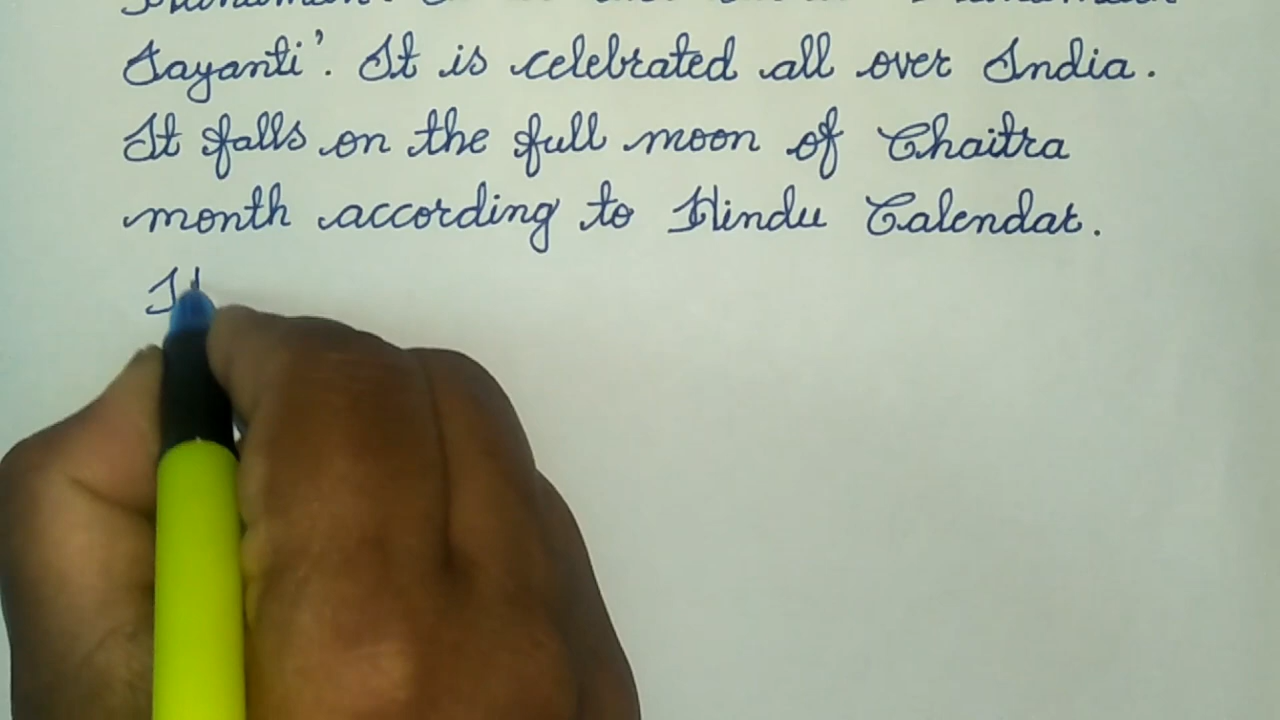 Jayanti'. It is celebrated all over India.
It falls on the full moon of Chaitra
month according to Hindu Calendar.